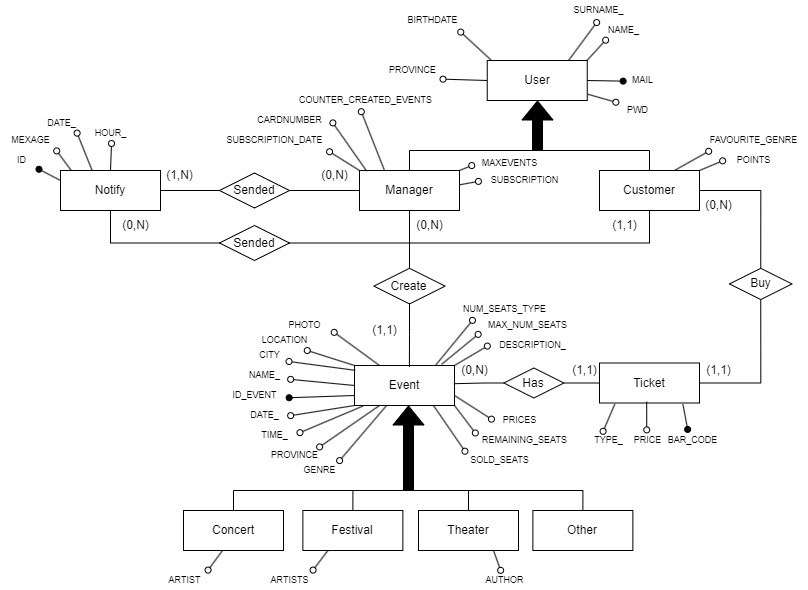 SURNAME_
BIRTHDATE
NAME_
PROVINCE
User
MAIL
PWD
COUNTER_CREATED_EVENTS
CARDNUMBER
DATE_
HOUR_
MEXAGE
SUBSCRIPTION_DATE
FAVOURITE_GENRE
ID
MAXEVENTS
POINTS
(1,N)
(0,N)
SUBSCRIPTION
Notify
Sended
Manager
Customer
(0,N)
(0,N)
(0,N)
(1,1)
Sended
Create
Buy
NUM_SEATS_TYPE
PHOTO
MAX_NUM_SEATS
(1,1)
LOCATION
DESCRIPTION_
CITY
NAME_
(0,N)
(1,1)
(1,1)
Event
Has
Ticket
ID_EVENT
DATE_
PRICES
TIME_
REMAINING_SEATS
TYPE_
PRICE
BAR_CODE
PROVINCE
SOLD_SEATS
GENRE
Concert
Festival
Theater
Other
ARTIST
ARTISTS
AUTHOR